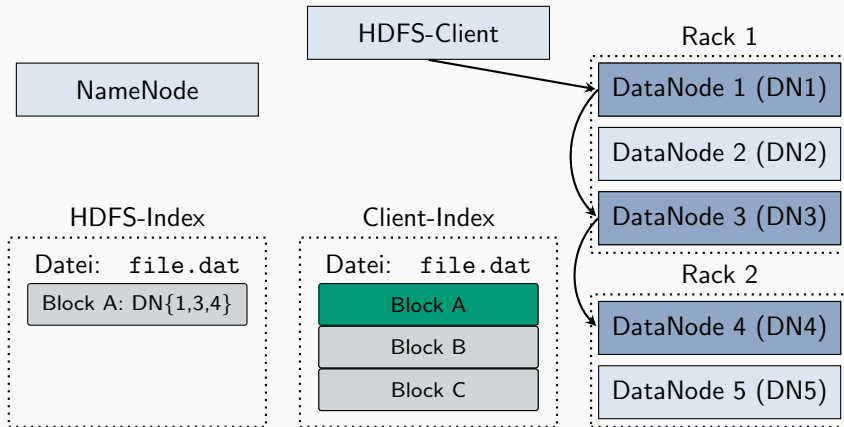 HDFS-Client
NameNode
Rack 1
DataNode 1 (DN1)
DataNode 2 (DN2)
DataNode 3 (DN3)
HDFS-Index
Datei: file.dat
Block A: DN{1,3,4}
Client-Index
Datei: file.dat
Block A
Block B
Block C
Rack 2
DataNode 4 (DN4)
DataNode 5 (DN5)